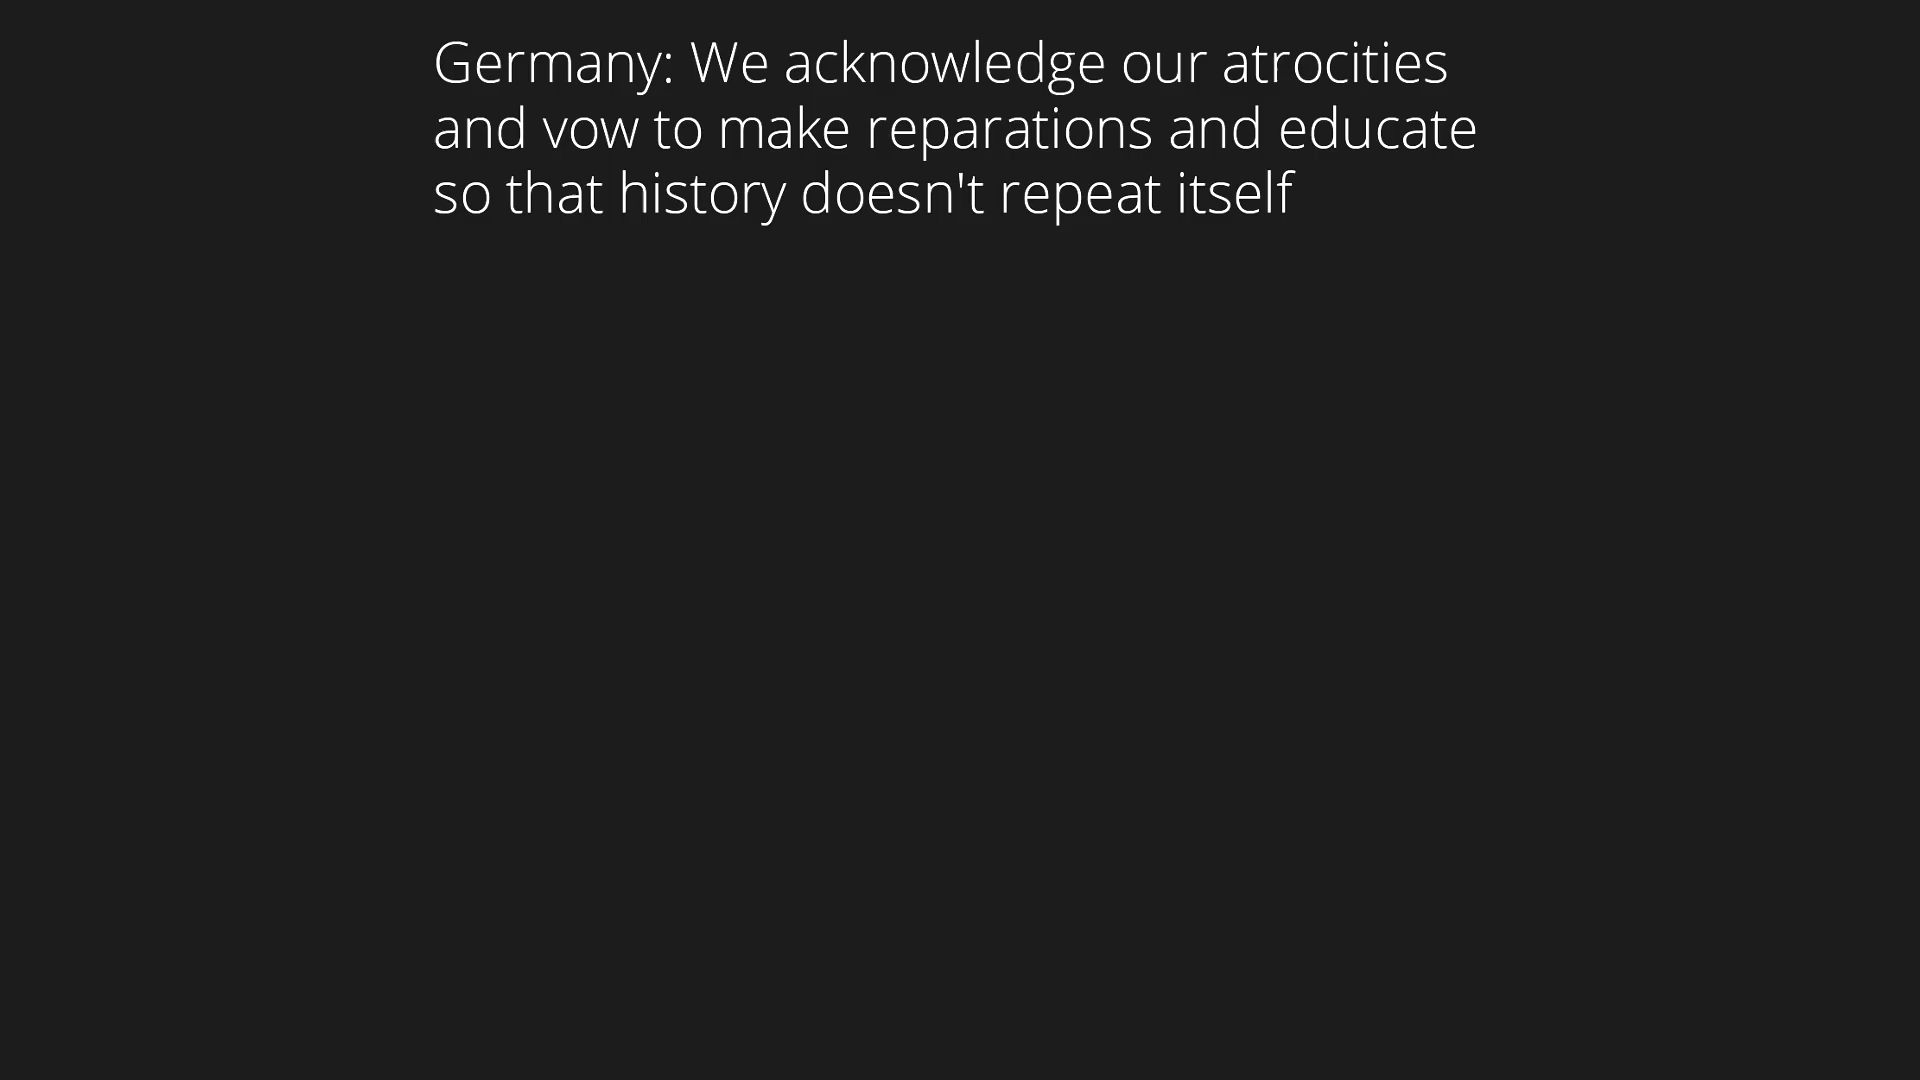 Germany: We acknowledge our atrocities
and vow to make reparations and educate
so that history doesn't repeat itself